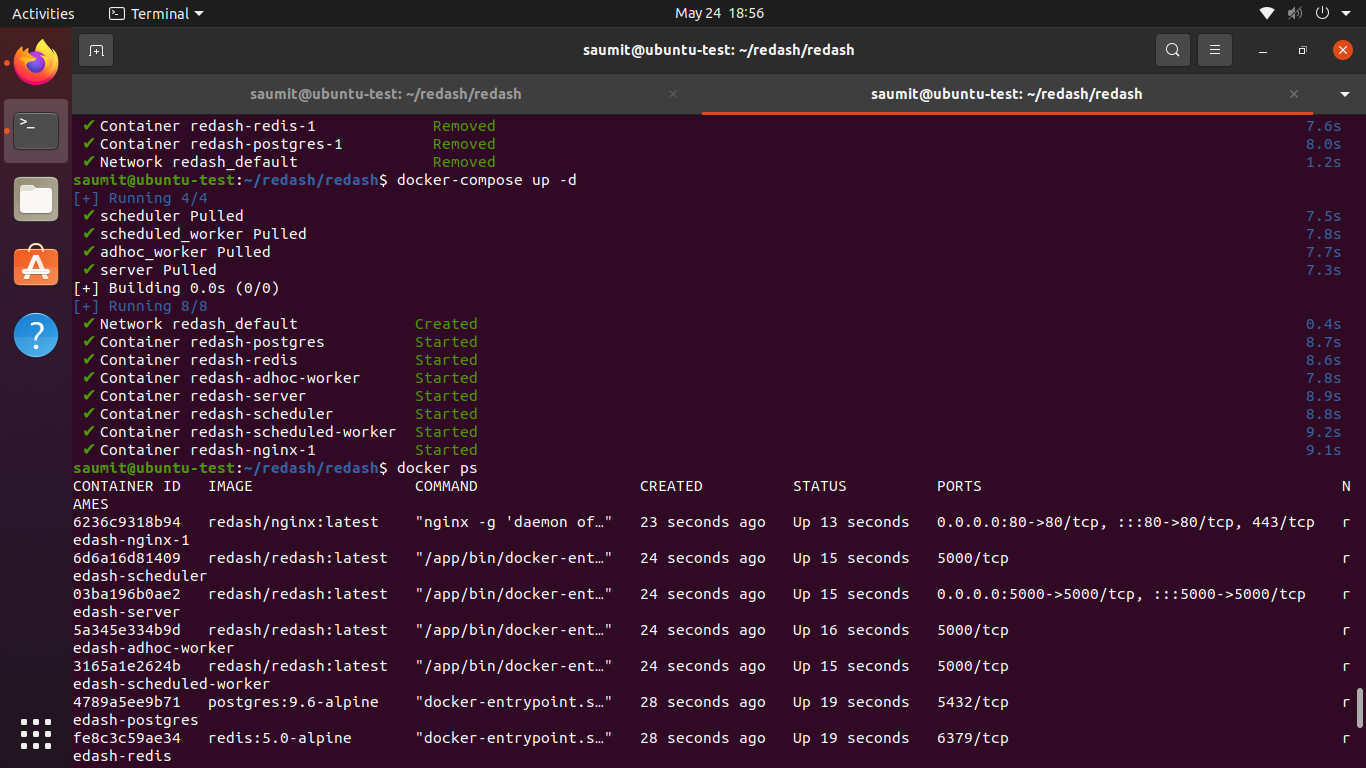 Activities Terminal May 24 18:56
saumit@ubuntu-test: ~/redash/redash
saumit@ubuntu-test: ~/redash/redash saumit@ubuntu-test: ~/redash/redash
✔ Container redash-redis-1 Removed 7.6s
✔ Container redash-postgres-1 Removed 8.0s
✔ Network redash_default Removed 1.2s
saumit@ubuntu-test:~/redash/redash$ docker-compose up -d
[+] Running 4/4
✔ scheduler Pulled 7.5s
✔ scheduled_worker Pulled 7.8s
✔ adhoc_worker Pulled 7.7s
✔ server Pulled 7.3s
[+] Building 0.0s (0/0)
[+] Running 8/8
✔ Network redash_default Created 0.4s
✔ Container redash-postgres Started 8.7s
✔ Container redash-redis Started 8.6s
✔ Container redash-adhoc-worker Started 7.8s
✔ Container redash-server Started 8.9s
✔ Container redash-scheduler Started 8.8s
✔ Container redash-scheduled-worker Started 9.2s
✔ Container redash-nginx-1 Started 9.1s
saumit@ubuntu-test:~/redash/redash$ docker ps
CONTAINER ID IMAGE COMMAND CREATED STATUS PORTS N
AMES
6236c9318b94 redash/nginx:latest "nginx -g 'daemon of…" 23 seconds ago Up 13 seconds 0.0.0.0:80->80/tcp, :::80->80/tcp, 443/tcp r
edash-nginx-1
6d6a16d81409 redash/redash:latest "/app/bin/docker-ent…" 24 seconds ago Up 15 seconds 5000/tcp r
edash-scheduler
03ba196b0ae2 redash/redash:latest "/app/bin/docker-ent…" 24 seconds ago Up 15 seconds 0.0.0.0:5000->5000/tcp, :::5000->5000/tcp r
edash-server
5a345e334b9d redash/redash:latest "/app/bin/docker-ent…" 24 seconds ago Up 16 seconds 5000/tcp r
edash-adhoc-worker
3165a1e2624b redash/redash:latest "/app/bin/docker-ent…" 24 seconds ago Up 15 seconds 5000/tcp r
edash-scheduled-worker
4789a5ee9b71 postgres:9.6-alpine "docker-entrypoint.s…" 28 seconds ago Up 19 seconds 5432/tcp r
edash-postgres
fe8c3c59ae34 redis:5.0-alpine "docker-entrypoint.s…" 28 seconds ago Up 19 seconds 6379/tcp r
edash-redis